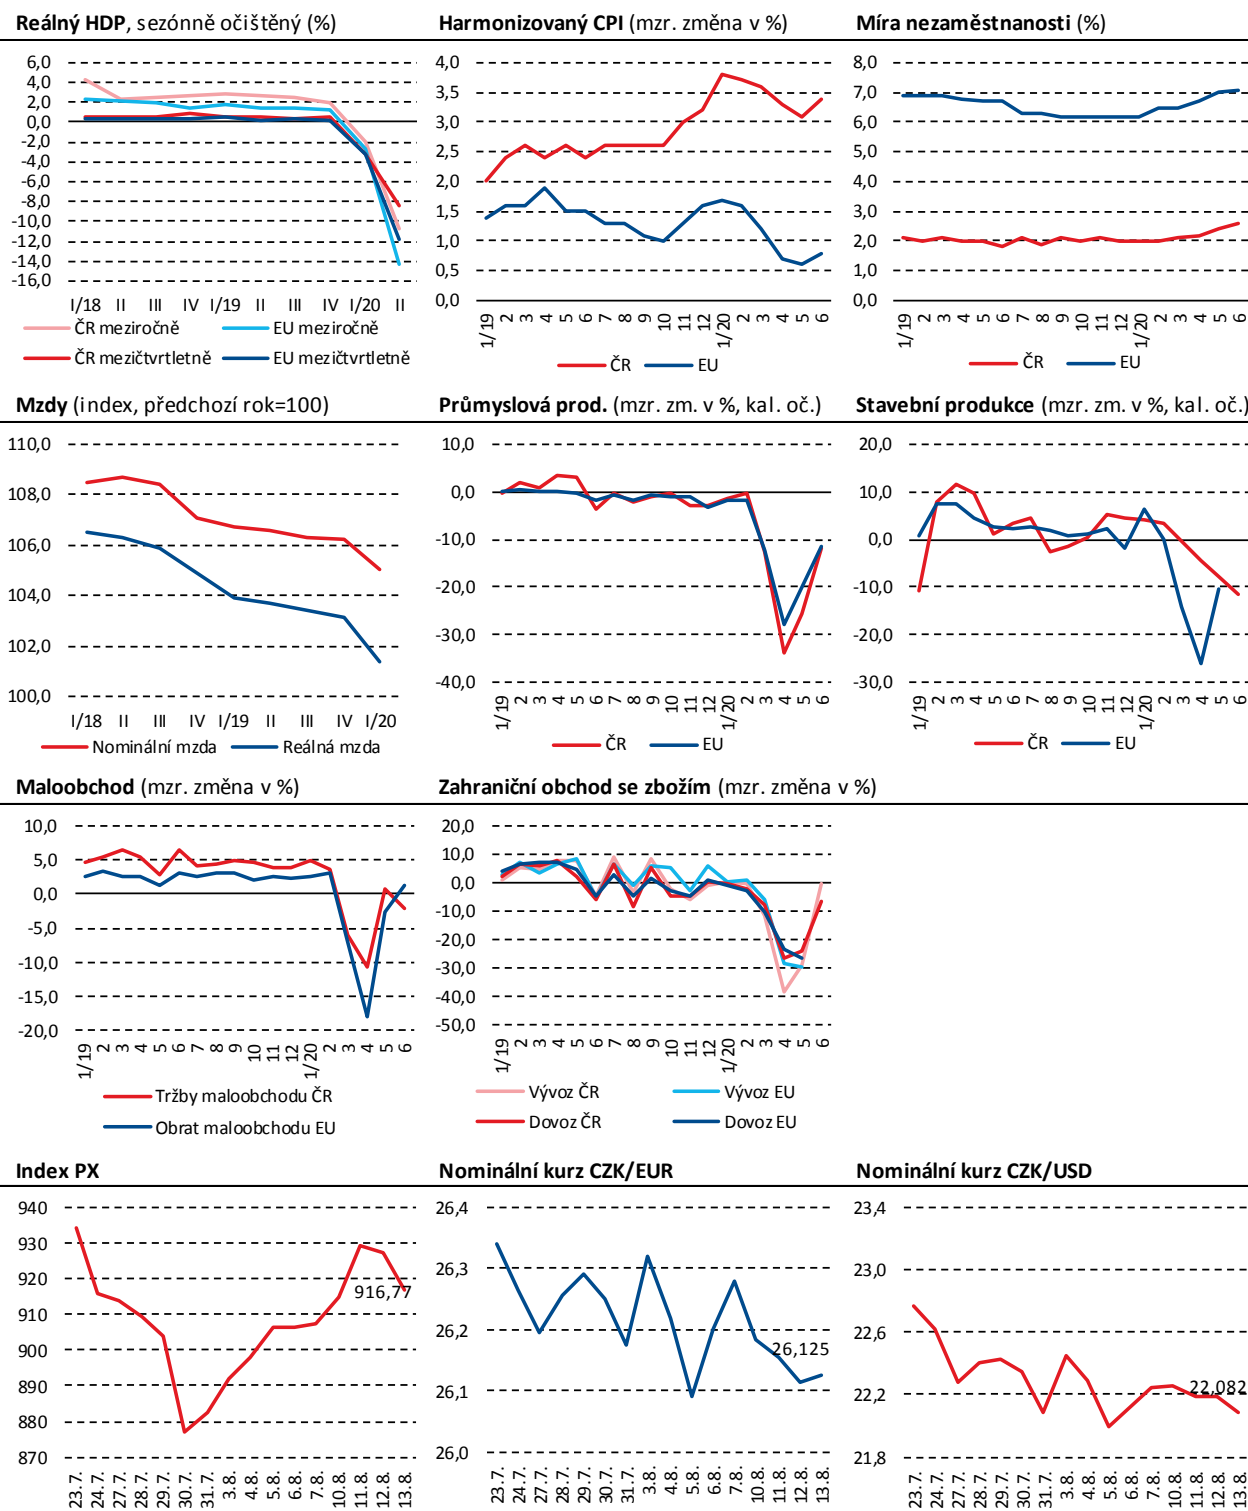 Reálný HDP, sezónně očištěný (%)
6,0
4,0
2,0
0,0
-2,0
-4,0
-6,0
-8,0
-10,0
-12,0
-14,0
-16,0
I/18 II III IV I/19 II III IV I/20 II
ČR meziročně EU meziročně
ČR mezičtvrtletně EU mezičtvrtletně
Harmonizovaný CPI (mzr. změna v %)
4,0
3,5
3,0
2,5
2,0
1,5
1,0
0,5
0,0
1/19 2 3 4 5 6 7 8 9 10 11 12 1/20 2 3 4 5 6
ČR EU
Míra nezaměstnanosti (%)
8,0
7,0
6,0
5,0
4,0
3,0
2,0
1,0
0,0
1/19 2 3 4 5 6 7 8 9 10 11 12 1/20 2 3 4 5 6
ČR EU
Mzdy (index, předchozí rok=100)
110,0
108,0
106,0
104,0
102,0
100,0
I/18 II III IV I/19 II III IV I/20
Nominální mzda Reálná mzda
Průmyslová prod. (mzr. zm. v %, kal. oč.)
10,0
0,0
-10,0
-20,0
-30,0
-40,0
1/19 2 3 4 5 6 7 8 9 10 11 12 1/20 2 3 4 5 6
ČR EU
Stavební produkce (mzr. zm. v %, kal. oč.)
20,0
10,0
0,0
-10,0
-20,0
-30,0
1/19 2 3 4 5 6 7 8 9 10 11 12 1/20 2 3 4 5 6
ČR EU
Maloobchod (mzr. změna v %)
10,0
5,0
0,0
-5,0
-10,0
-15,0
-20,0
1/19 2 3 4 5 6 7 8 9 10 11 12 1/20 2 3 4 5 6
Tržby maloobchodu ČR
Obrat maloobchodu EU
Zahraniční obchod se zbožím (mzr. změna v %)
20,0
10,0
0,0
-10,0
-20,0
-30,0
-40,0
-50,0
1/19 2 3 4 5 6 7 8 9 10 11 12 1/20 2 3 4 5 6
Vývoz ČR Vývoz EU
Dovoz ČR Dovoz EU
Index PX
940
930
920
910
900
890
880
870
916,77
23.7. 24.7. 27.7. 28.7. 29.7. 30.7. 31.7. 3.8. 4.8. 5.8. 6.8. 7.8. 10.8. 11.8. 12.8. 13.8.
Nominální kurz CZK/EUR
26,4
26,3
26,2
26,1
26,0
26,125
23.7. 24.7. 27.7. 28.7. 29.7. 30.7. 31.7. 3.8. 4.8. 5.8. 6.8. 7.8. 10.8. 11.8. 12.8. 13.8.
Nominální kurz CZK/USD
23,4
23,0
22,6
22,2
21,8
22,082
23.7. 24.7. 27.7. 28.7. 29.7. 30.7. 31.7. 3.8. 4.8. 5.8. 6.8. 7.8. 10.8. 11.8. 12.8. 13.8.